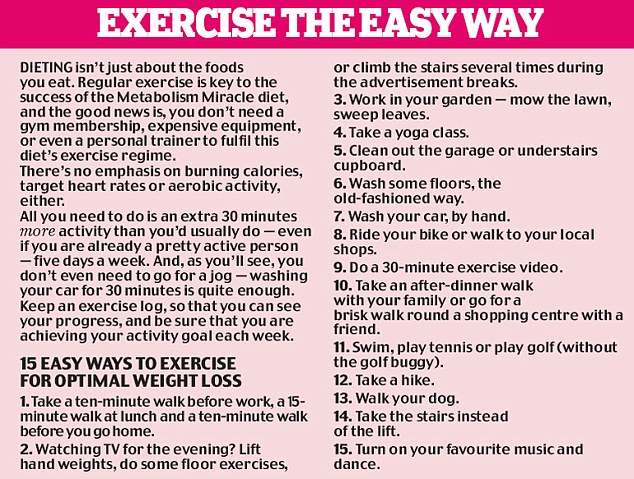 EXERCISE THE EASY WAY
DIETING isn't just about the foods
you eat. Regular exercise is key to the
success of the Metabolism Miracle diet,
and the good news is, you don't need a
gym membership, expensive equipment,
or even a personal trainer to fulfil this
diet's exercise regime.
There's no emphasis on burning calories,
target heart rates or aerobic activity,
either.
All you need to do is an extra 30 minutes
more activity than you'd usually do — even
if you are already a pretty active person
— five days a week. And, as you'll see, you
don't even need to go for a jog — washing
your car for 30 minutes is quite enough.
Keep an exercise log, so that you can see
your progress, and be sure that you are
achieving your activity goal each week.
15 EASY WAYS TO EXERCISE
FOR OPTIMAL WEIGHT LOSS
1. Take a ten-minute walk before work, a 15-
minute walk at lunch and a ten-minute walk
before you go home.
2. Watching TV for the evening? Lift
hand weights, do some floor exercises,
or climb the stairs several times during
the advertisement breaks.
3. Work in your garden — mow the lawn,
sweep leaves.
4. Take a yoga class.
5. Clean out the garage or understairs
cupboard.
6. Wash some floors, the
old-fashioned way.
7. Wash your car, by hand.
8. Ride your bike or walk to your local
shops.
9. Do a 30-minute exercise video.
10. Take an after-dinner walk
with your family or go for a
brisk walk round a shopping centre with a
friend.
11. Swim, play tennis or play golf (without
the golf buggy).
12. Take a hike.
13. Walk your dog.
14. Take the stairs instead
of the lift.
15. Turn on your favourite music and
dance.